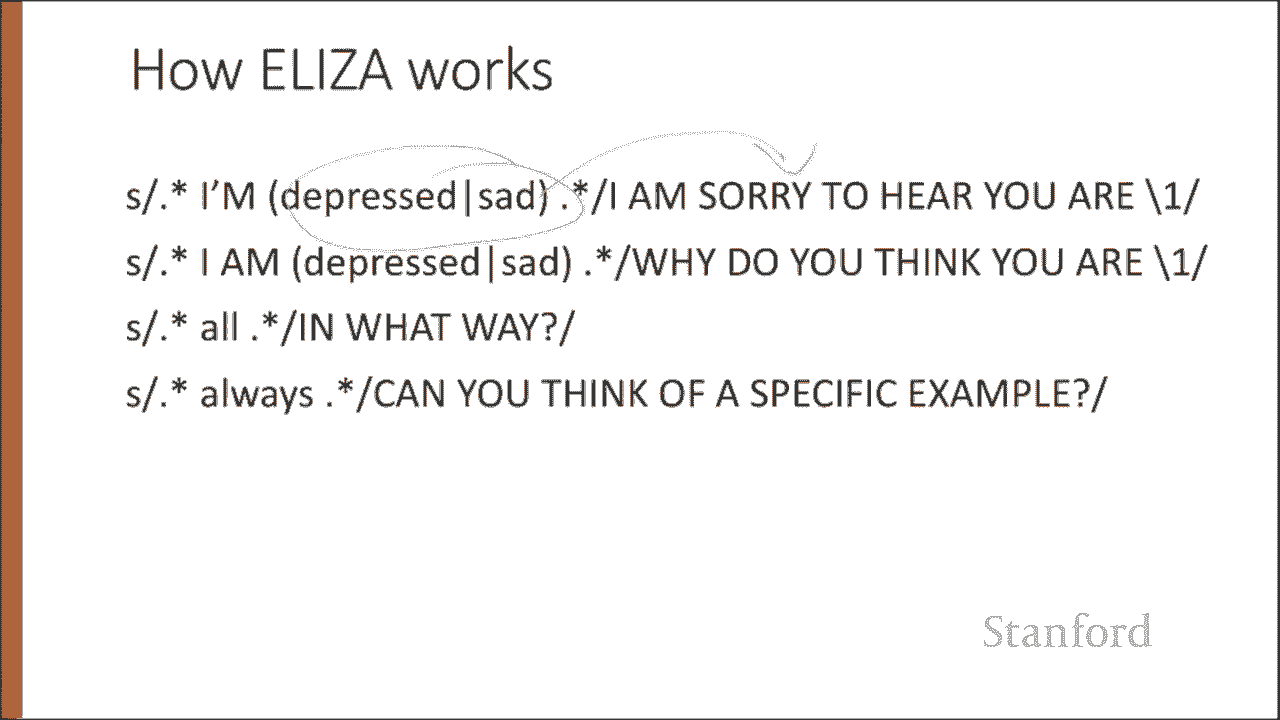 How ELIZA works
s/.* I’M (depressed|sad) .*/I AM SORRY TO HEAR YOU ARE \1/
s/.* I AM (depressed|sad) .*/WHY DO YOU THINK YOU ARE \1/
s/.* all .*/IN WHAT WAY?/
s/.* always .*/CAN YOU THINK OF A SPECIFIC EXAMPLE?/
Stanford